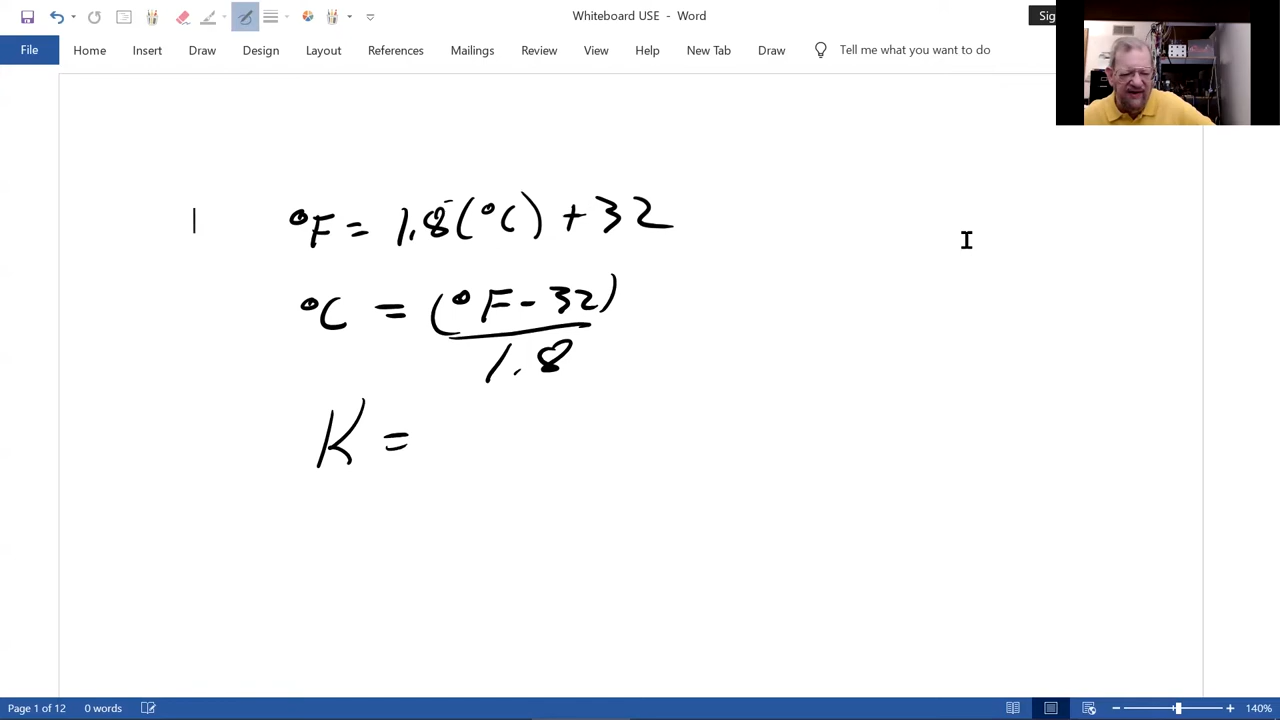 Whiteboard USE - Word
Sig
File Home Insert Draw Design Layout References Mailings Review View Help New Tab Draw Tell me what you want to do
°F = 1.8(°C) + 32
°C = (°F - 32)
1.8
K =
Page 1 of 12 0 words 140%